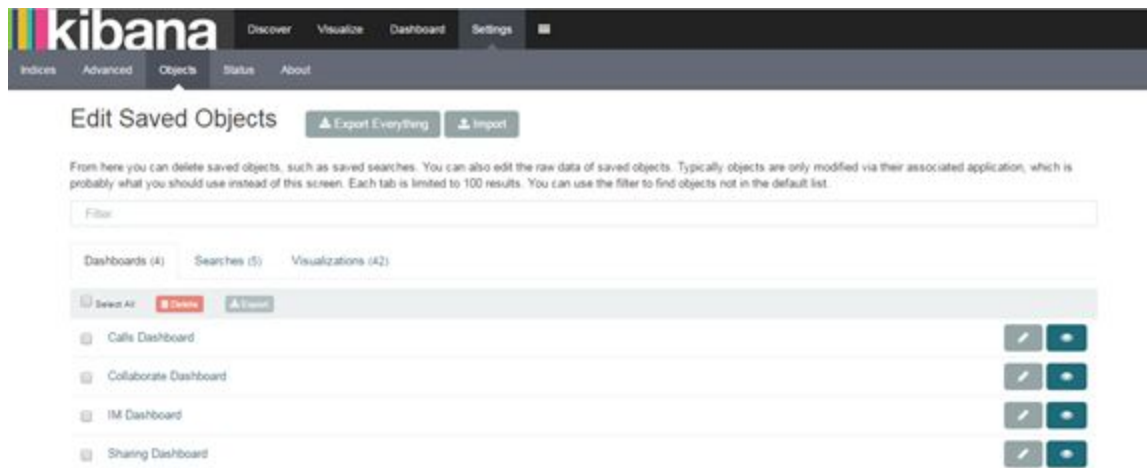 kibana Discover Visualize Dashboard Settings
Indices Advanced Objects Status About
Edit Saved Objects Export Everything Import
From here you can delete saved objects, such as saved searches. You can also edit the raw data of saved objects. Typically objects are only modified via their associated application, which is
probably what you should use instead of this screen. Each tab is limited to 100 results. You can use the filter to find objects not in the default list.
Filter
Dashboards (4) Searches (5) Visualizations (42)
Select All Delete Export
Calls Dashboard
Collaborate Dashboard
IM Dashboard
Sharing Dashboard